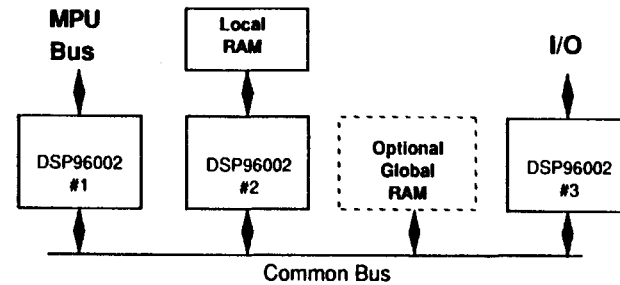 MPU
Bus
Local
RAM
I/O
DSP96002
#1
DSP96002
#2
Optional
Global
RAM
DSP96002
#3
Common Bus